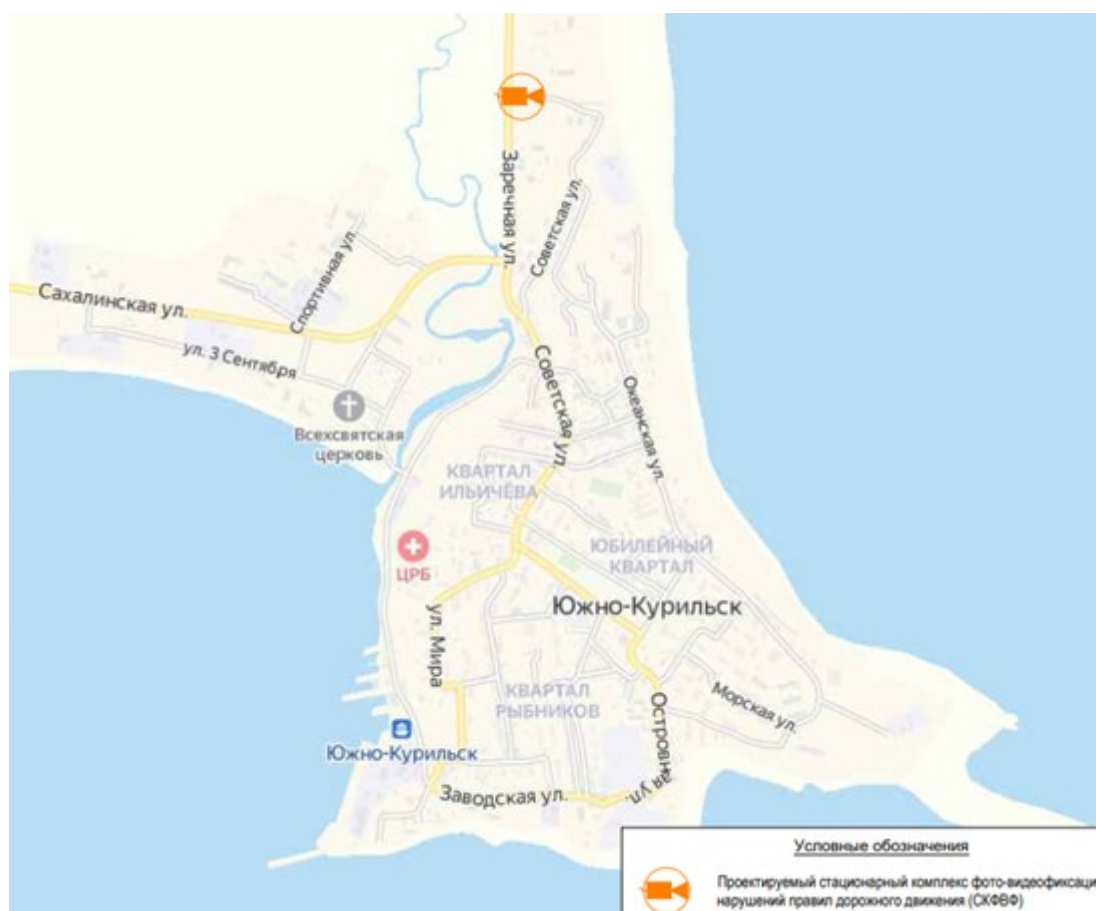 Заречная ул.
Советская ул.
Спортивная ул.
Сахалинская ул.
ул. 3 Сентября
Советская ул.
Океанская ул.
Всехсвятская
церковь
КВАРТАЛ
ИЛЬИЧЁВА
ЮБИЛЕЙНЫЙ
КВАРТАЛ
ЦРБ
Южно-Курильск
ул. Мира
КВАРТАЛ
РЫБНИКОВ
Островная ул.
Морская ул.
Южно-Курильск
Заводская ул.
Условные обозначения
Проектируемый стационарный комплекс фото-видеофиксаци
нарушений правил дорожного движения (СКФВФ)